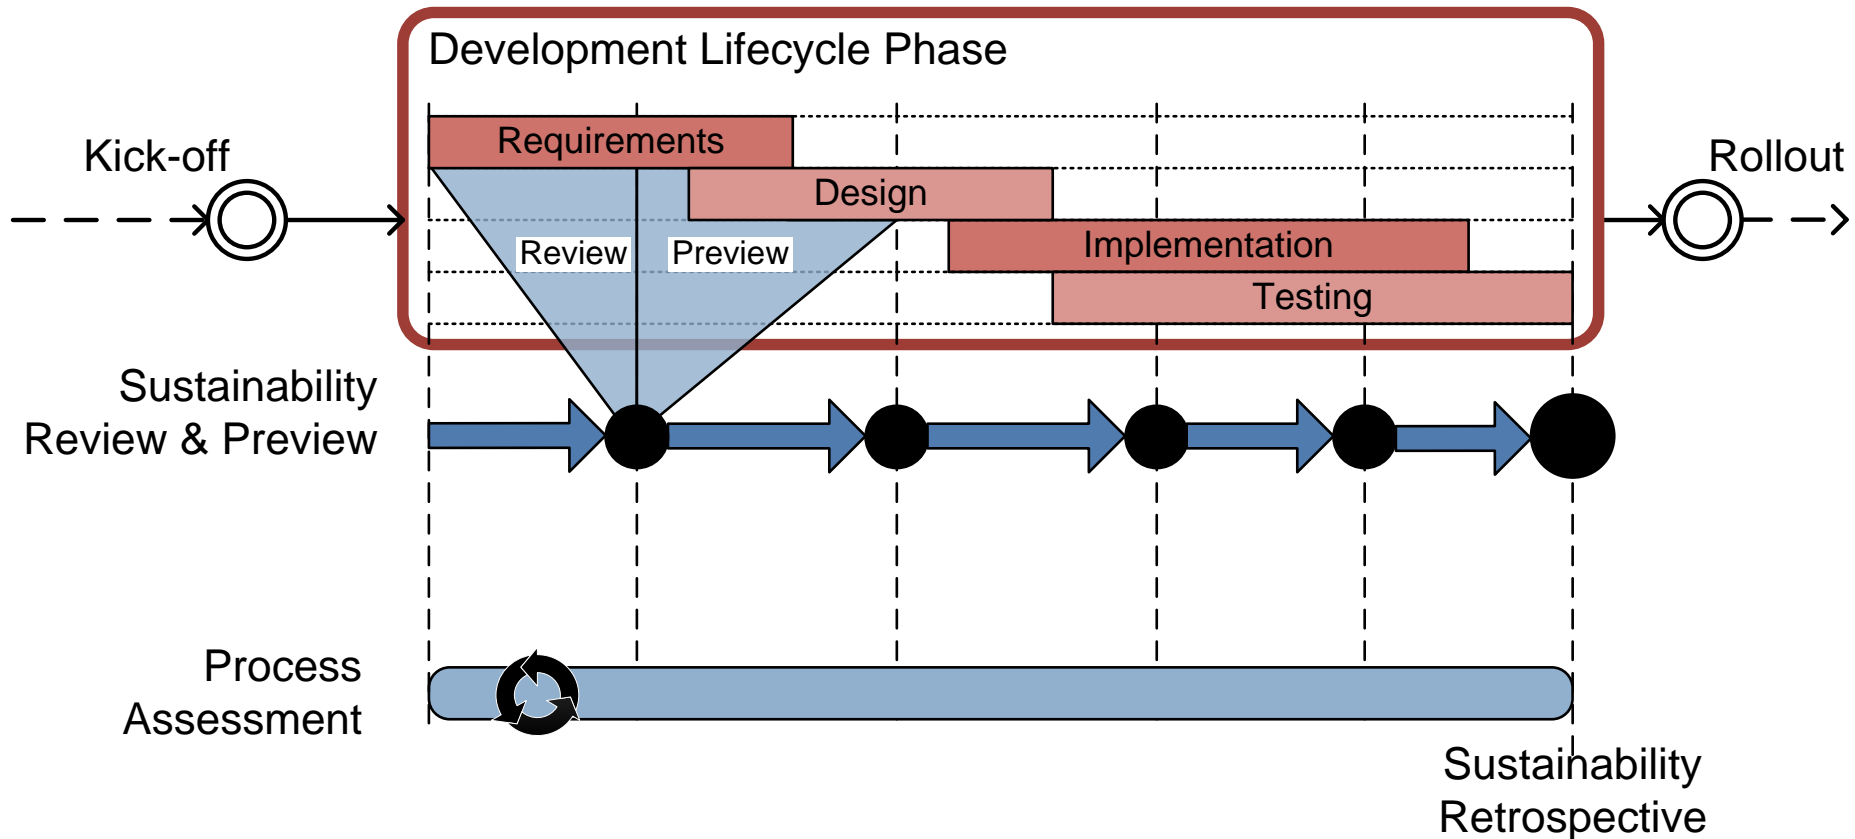 Development Lifecycle Phase
Kick-off
Requirements
Rollout
Design
Review
Preview
Implementation
Testing
Sustainability
Review & Preview
Process
Assessment
Sustainability
Retrospective